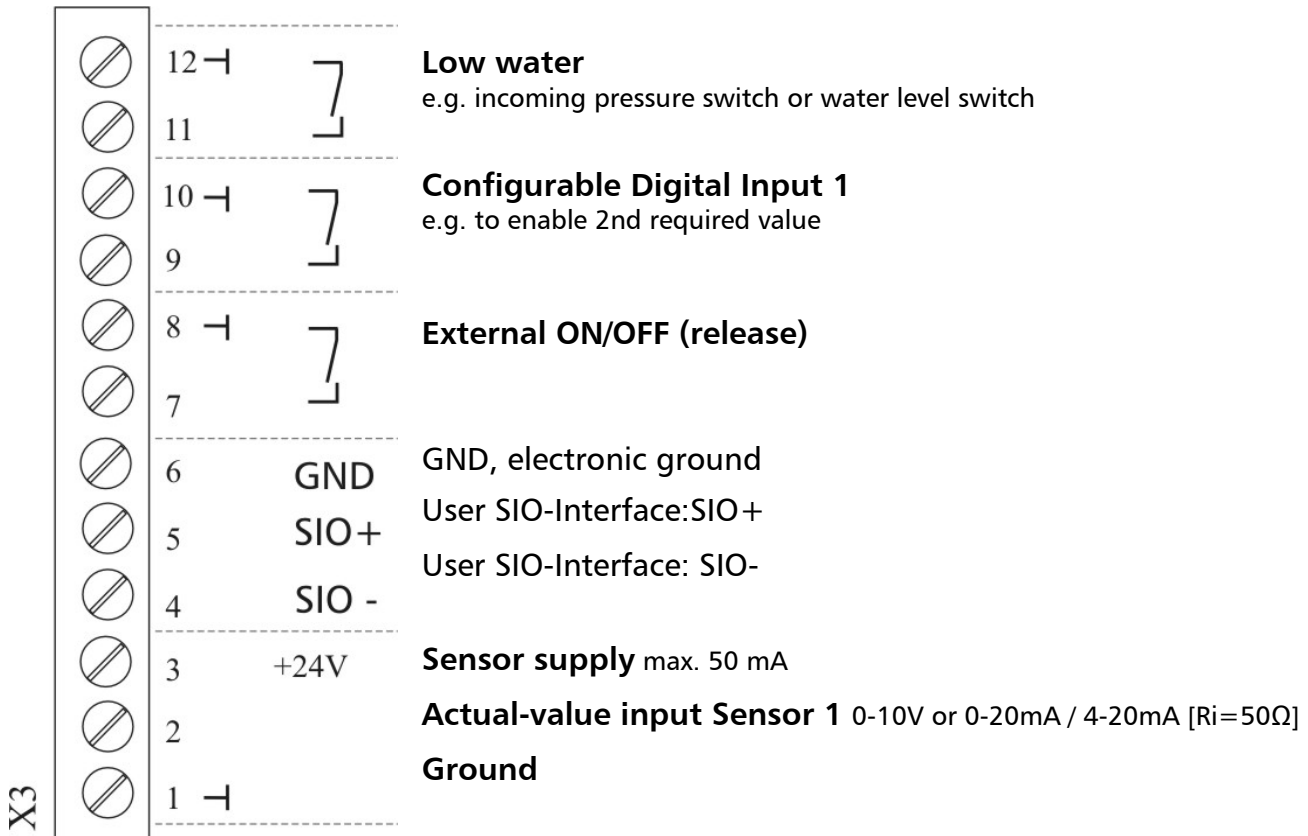 12
Low water
e.g. incoming pressure switch or water level switch
11
10
Configurable Digital Input 1
e.g. to enable 2nd required value
9
8
External ON/OFF (release)
7
6 GND GND, electronic ground
5 SIO+ User SIO-Interface:SIO+
4 SIO - User SIO-Interface: SIO-
3 +24V Sensor supply max. 50 mA
2 Actual-value input Sensor 1 0-10V or 0-20mA / 4-20mA [Ri=50Ω]
1 Ground
X3